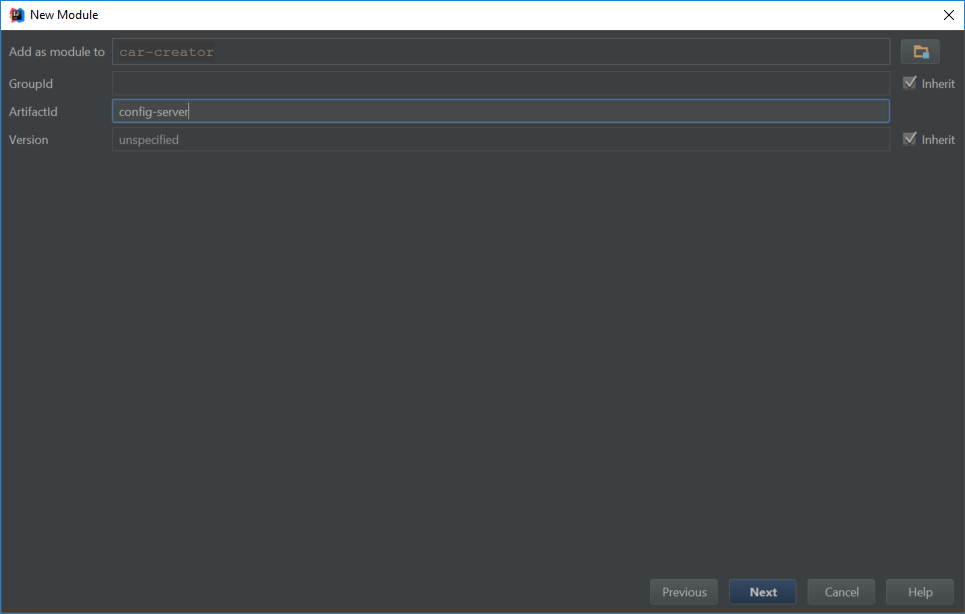 New Module
Add as module to car-creator
GroupId Inherit
ArtifactId config-server
Version unspecified Inherit
Previous Next Cancel Help